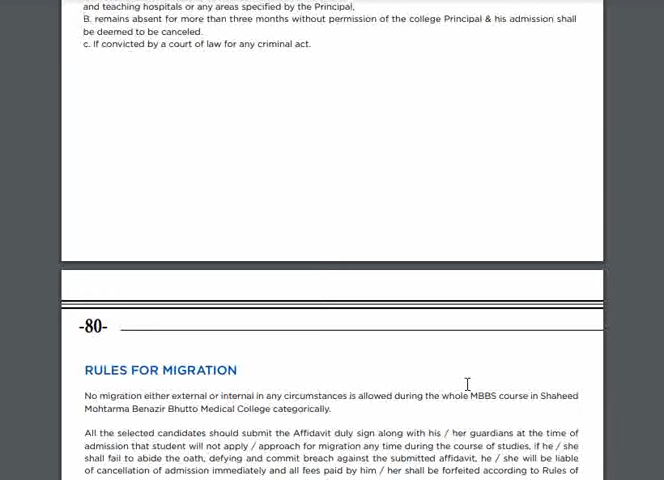 and teaching hospitals or any areas specified by the Principal,
B. remains absent for more than three months without permission of the college Principal & his admission shall
be deemed to be canceled.
c. If convicted by a court of law for any criminal act.
-80-
RULES FOR MIGRATION
No migration either external or internal in any circumstances is allowed during the whole MBBS course in Shaheed
Mohtarma Benazir Bhutto Medical College categorically.
All the selected candidates should submit the Affidavit duly sign along with his / her guardians at the time of
admission that student will not apply / approach for migration any time during the course of studies, if he / she
shall fail to abide the oath, defying and commit breach against the submitted affidavit, he / she will be liable
of cancellation of admission immediately and all fees paid by him / her shall be forfeited according to Rules of